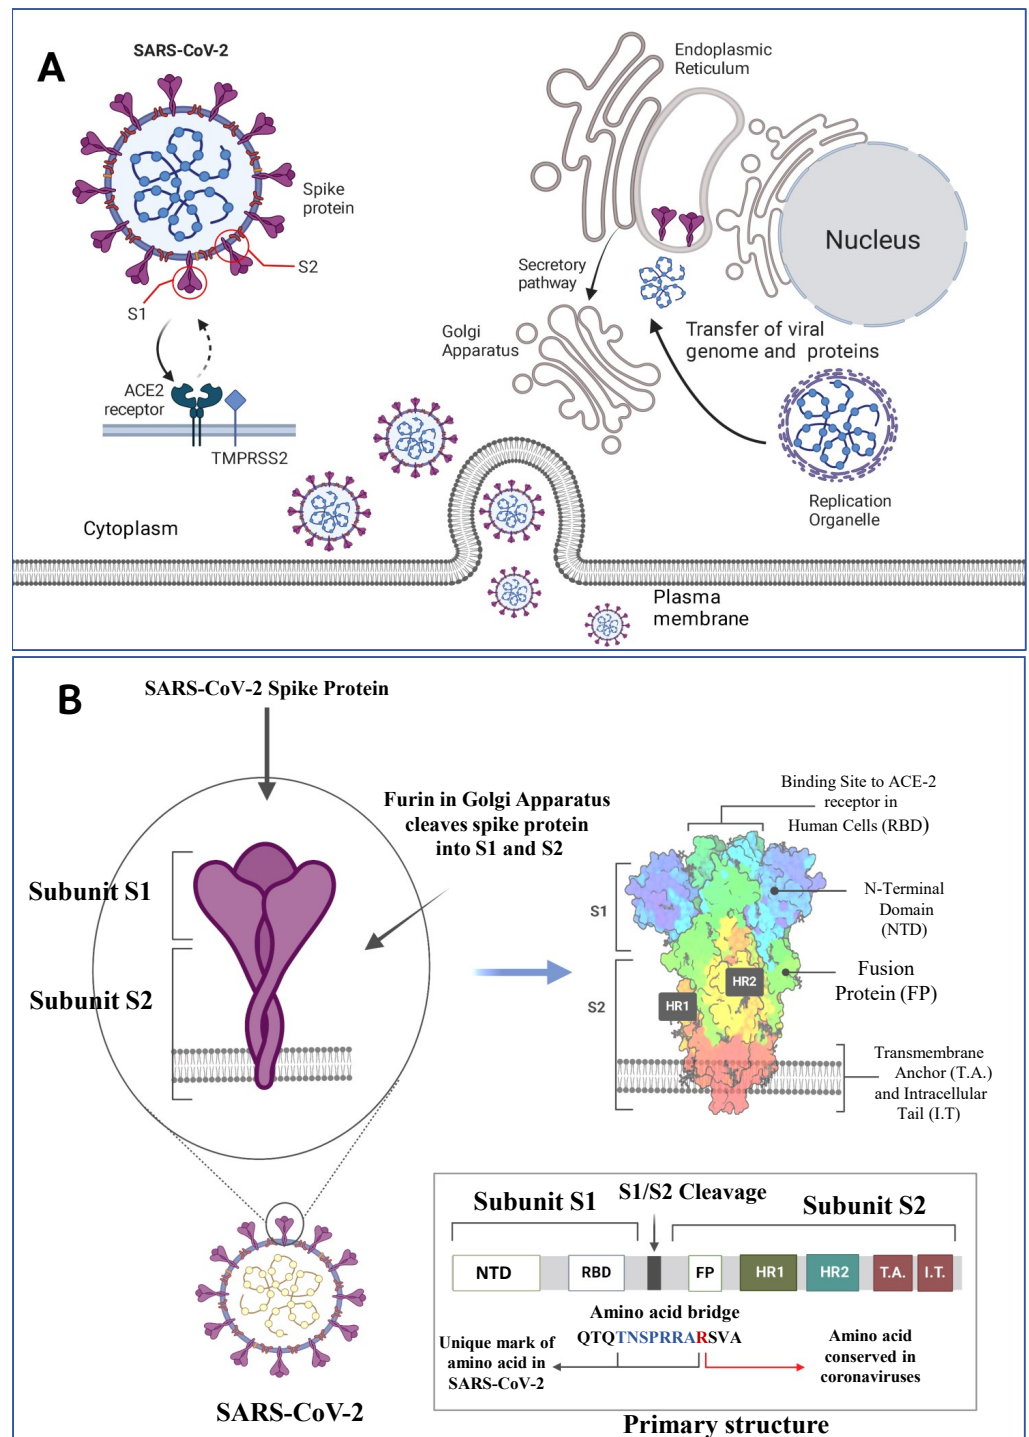 A
SARS-CoV-2
Spike
protein
S2
S1
ACE2
receptor
TMPRSS2
Cytoplasm
Endoplasmic
Reticulum
Nucleus
Secretory
pathway
Golgi
Apparatus
Transfer of viral
genome and proteins
Replication
Organelle
Plasma
membrane
B
SARS-CoV-2 Spike Protein
Furin in Golgi Apparatus
cleaves spike protein
into S1 and S2
Subunit S1
Subunit S2
Binding Site to ACE-2
receptor in
Human Cells (RBD)
S1
N-Terminal
Domain
(NTD)
S2
HR2
HR1
Fusion
Protein (FP)
Transmembrane
Anchor (T.A.)
and Intracellular
Tail (I.T)
SARS-CoV-2
Subunit S1
S1/S2 Cleavage
Subunit S2
NTD
RBD
FP
HR1
HR2
T.A.
I.T.
Amino acid bridge
QTQTNSPRRARSVA
Unique mark of
amino acid in
SARS-CoV-2
Amino acid
conserved in
coronaviruses
Primary structure